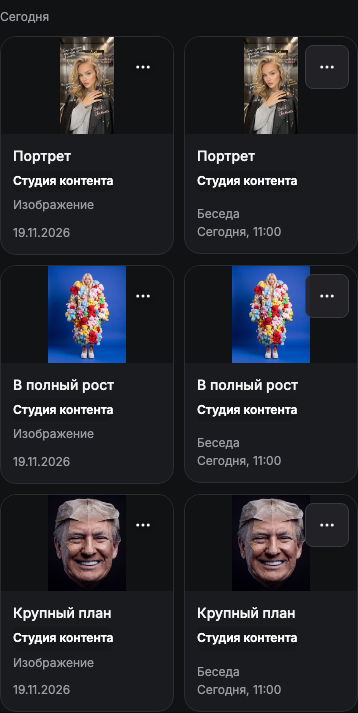 Сегодня
Портрет
Студия контента
Изображение
19.11.2026
Портрет
Студия контента
Беседа
Сегодня, 11:00
В полный рост
Студия контента
Изображение
19.11.2026
В полный рост
Студия контента
Беседа
Сегодня, 11:00
Крупный план
Студия контента
Изображение
19.11.2026
Крупный план
Студия контента
Беседа
Сегодня, 11:00